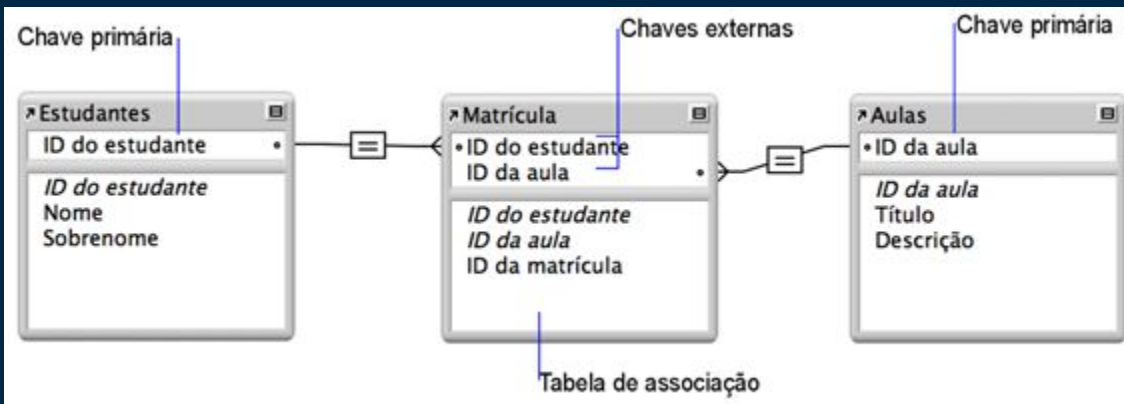 Chave primária
Chaves externas
Chave primária
Estudantes
ID do estudante
ID do estudante
Nome
Sobrenome
Matrícula
ID do estudante
ID da aula
ID do estudante
ID da aula
ID da matrícula
Aulas
ID da aula
ID da aula
Título
Descrição
Tabela de associação